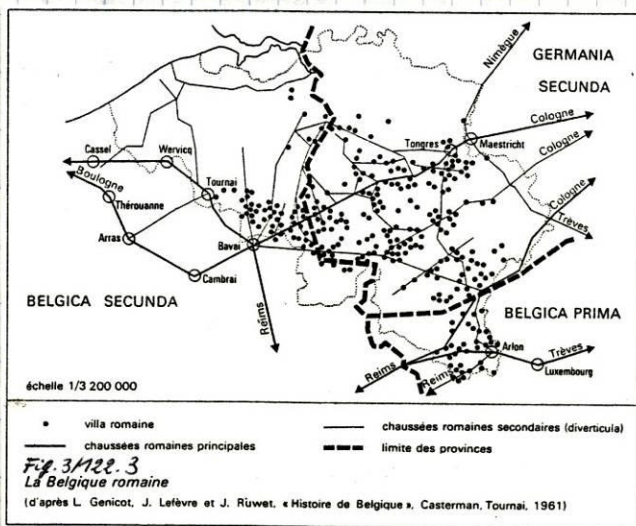 Nimègue
GERMANIA
SECUNDA
Cologne
Cologne
Cologne
Tongres
Maestricht
Trèves
Cassel
Wervicq
Boulogne
Thérouanne
Tournai
Arras
Bavai
Cambrai
Reims
BELGICA SECUNDA
BELGICA PRIMA
Arlon
Trèves
Reims
Reims
Luxembourg
échelle 1/3 200 000
villa romaine
chaussées romaines secondaires (diverticula)
chaussées romaines principales
limite des provinces
Fig. 3/122.3
La Belgique romaine
(d'après L. Genicot, J. Lefèvre et J. Ruwet, « Histoire de Belgique », Casterman, Tournai, 1961)